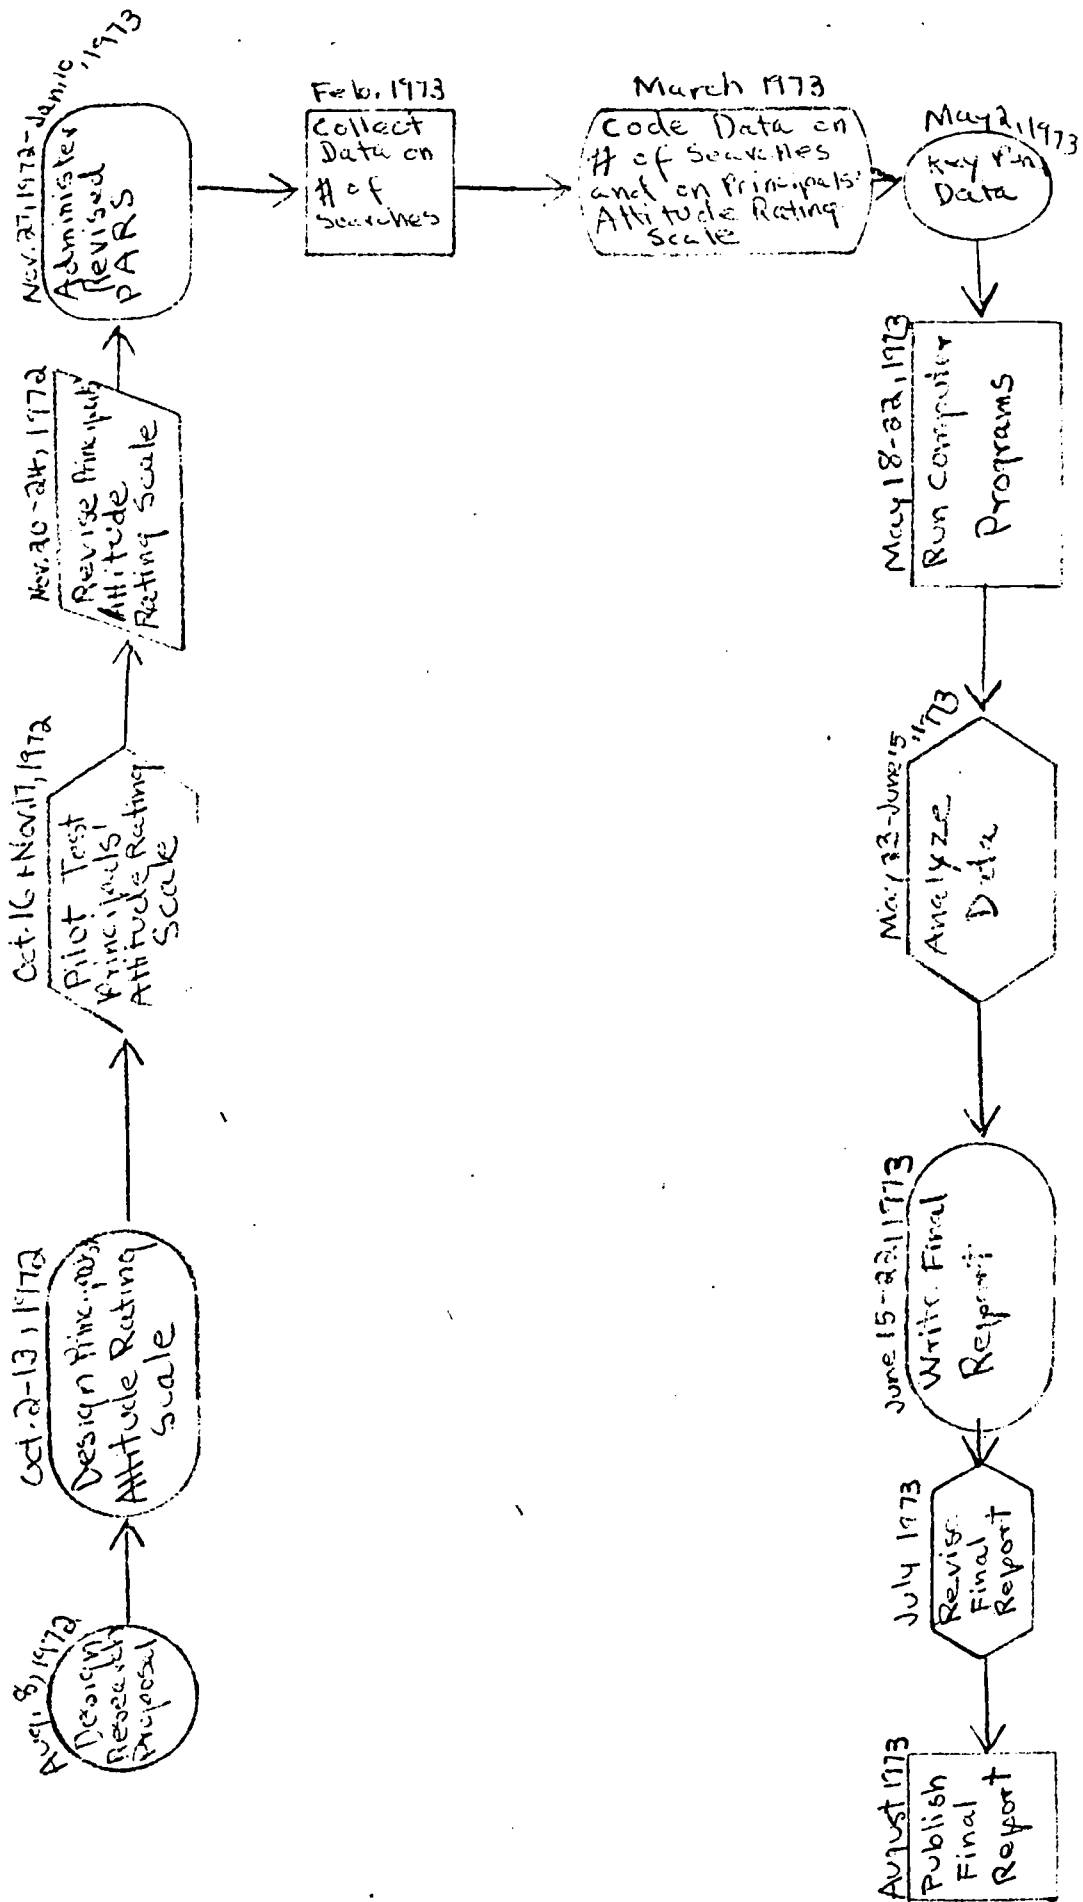 Aug. 8, 1972
Design
Research
Proposal
Oct. 2-13, 1972
Design Principals'
Attitude Rating
Scale
Oct. 16 + Nov. 17, 1972
Pilot Test
Principals'
Attitude Rating
Scale
Nov. 20-24, 1972
Revise Principals'
Attitude
Rating Scale
Nov. 27, 1972-Jan. 10, 1973
Administer
Revised
PARS
Feb. 1973
Collect
Data on
# of
Searches
March 1973
Code Data on
# of Searches
and on Principals'
Attitude Rating
Scale
May 2, 1973
Key Pun.
Data
May 18-22, 1973
Run Computer
Programs
May 22-June 15, 1973
Analyze
Data
June 15-22, 1973
Write Final
Report
July 1973
Revise
Final
Report
August 1973
Publish
Final
Report